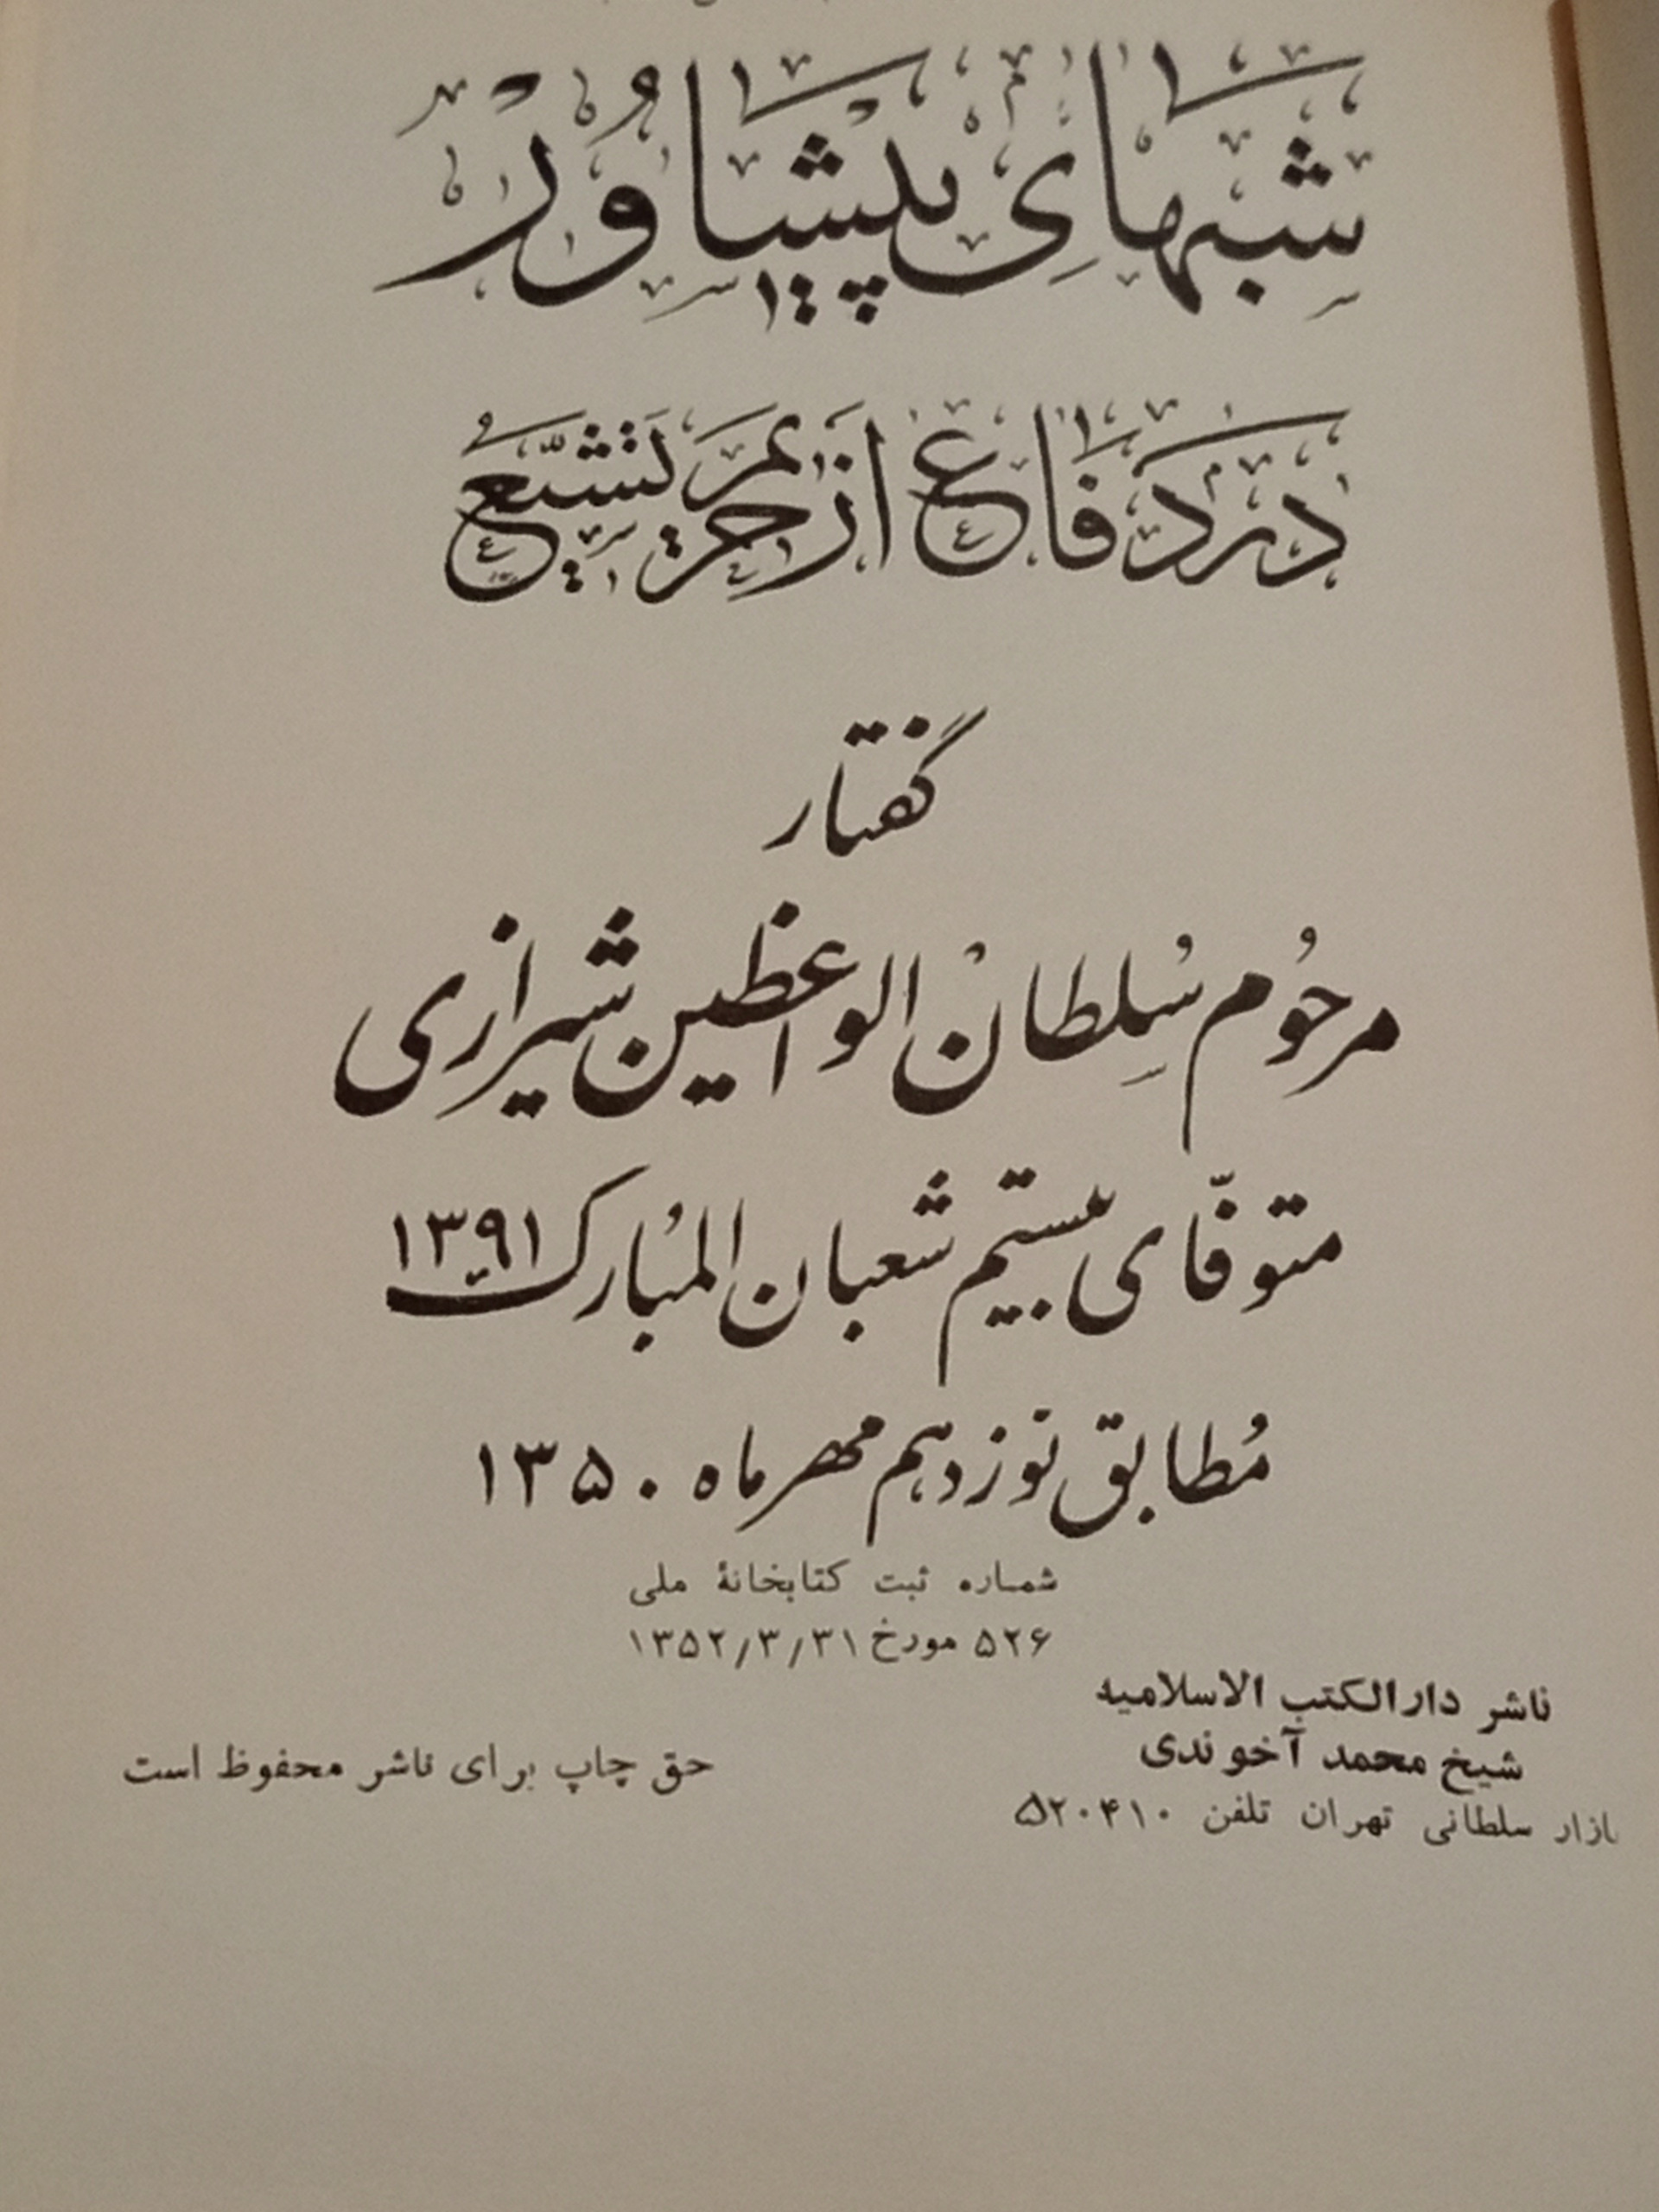 شبهای پیشاور
در دفاع از حریم تشیع
گفتار
مرحوم سلطان الواعظین شیرازی
متوفّای بیستم شعبان المبارک ۱۳۹۱
مطابق نوزدهم مهرماه ۱۳۵۰
شماره ثبت کتابخانهٔ ملی
۵۲۶ مورخ ۱۳۵۲/۳/۳۱
ناشر دارالکتب الاسلامیه
شیخ محمد آخوندی
حق چاپ برای ناشر محفوظ است
بازار سلطانی تهران تلفن ۵۲۰۴۱۰